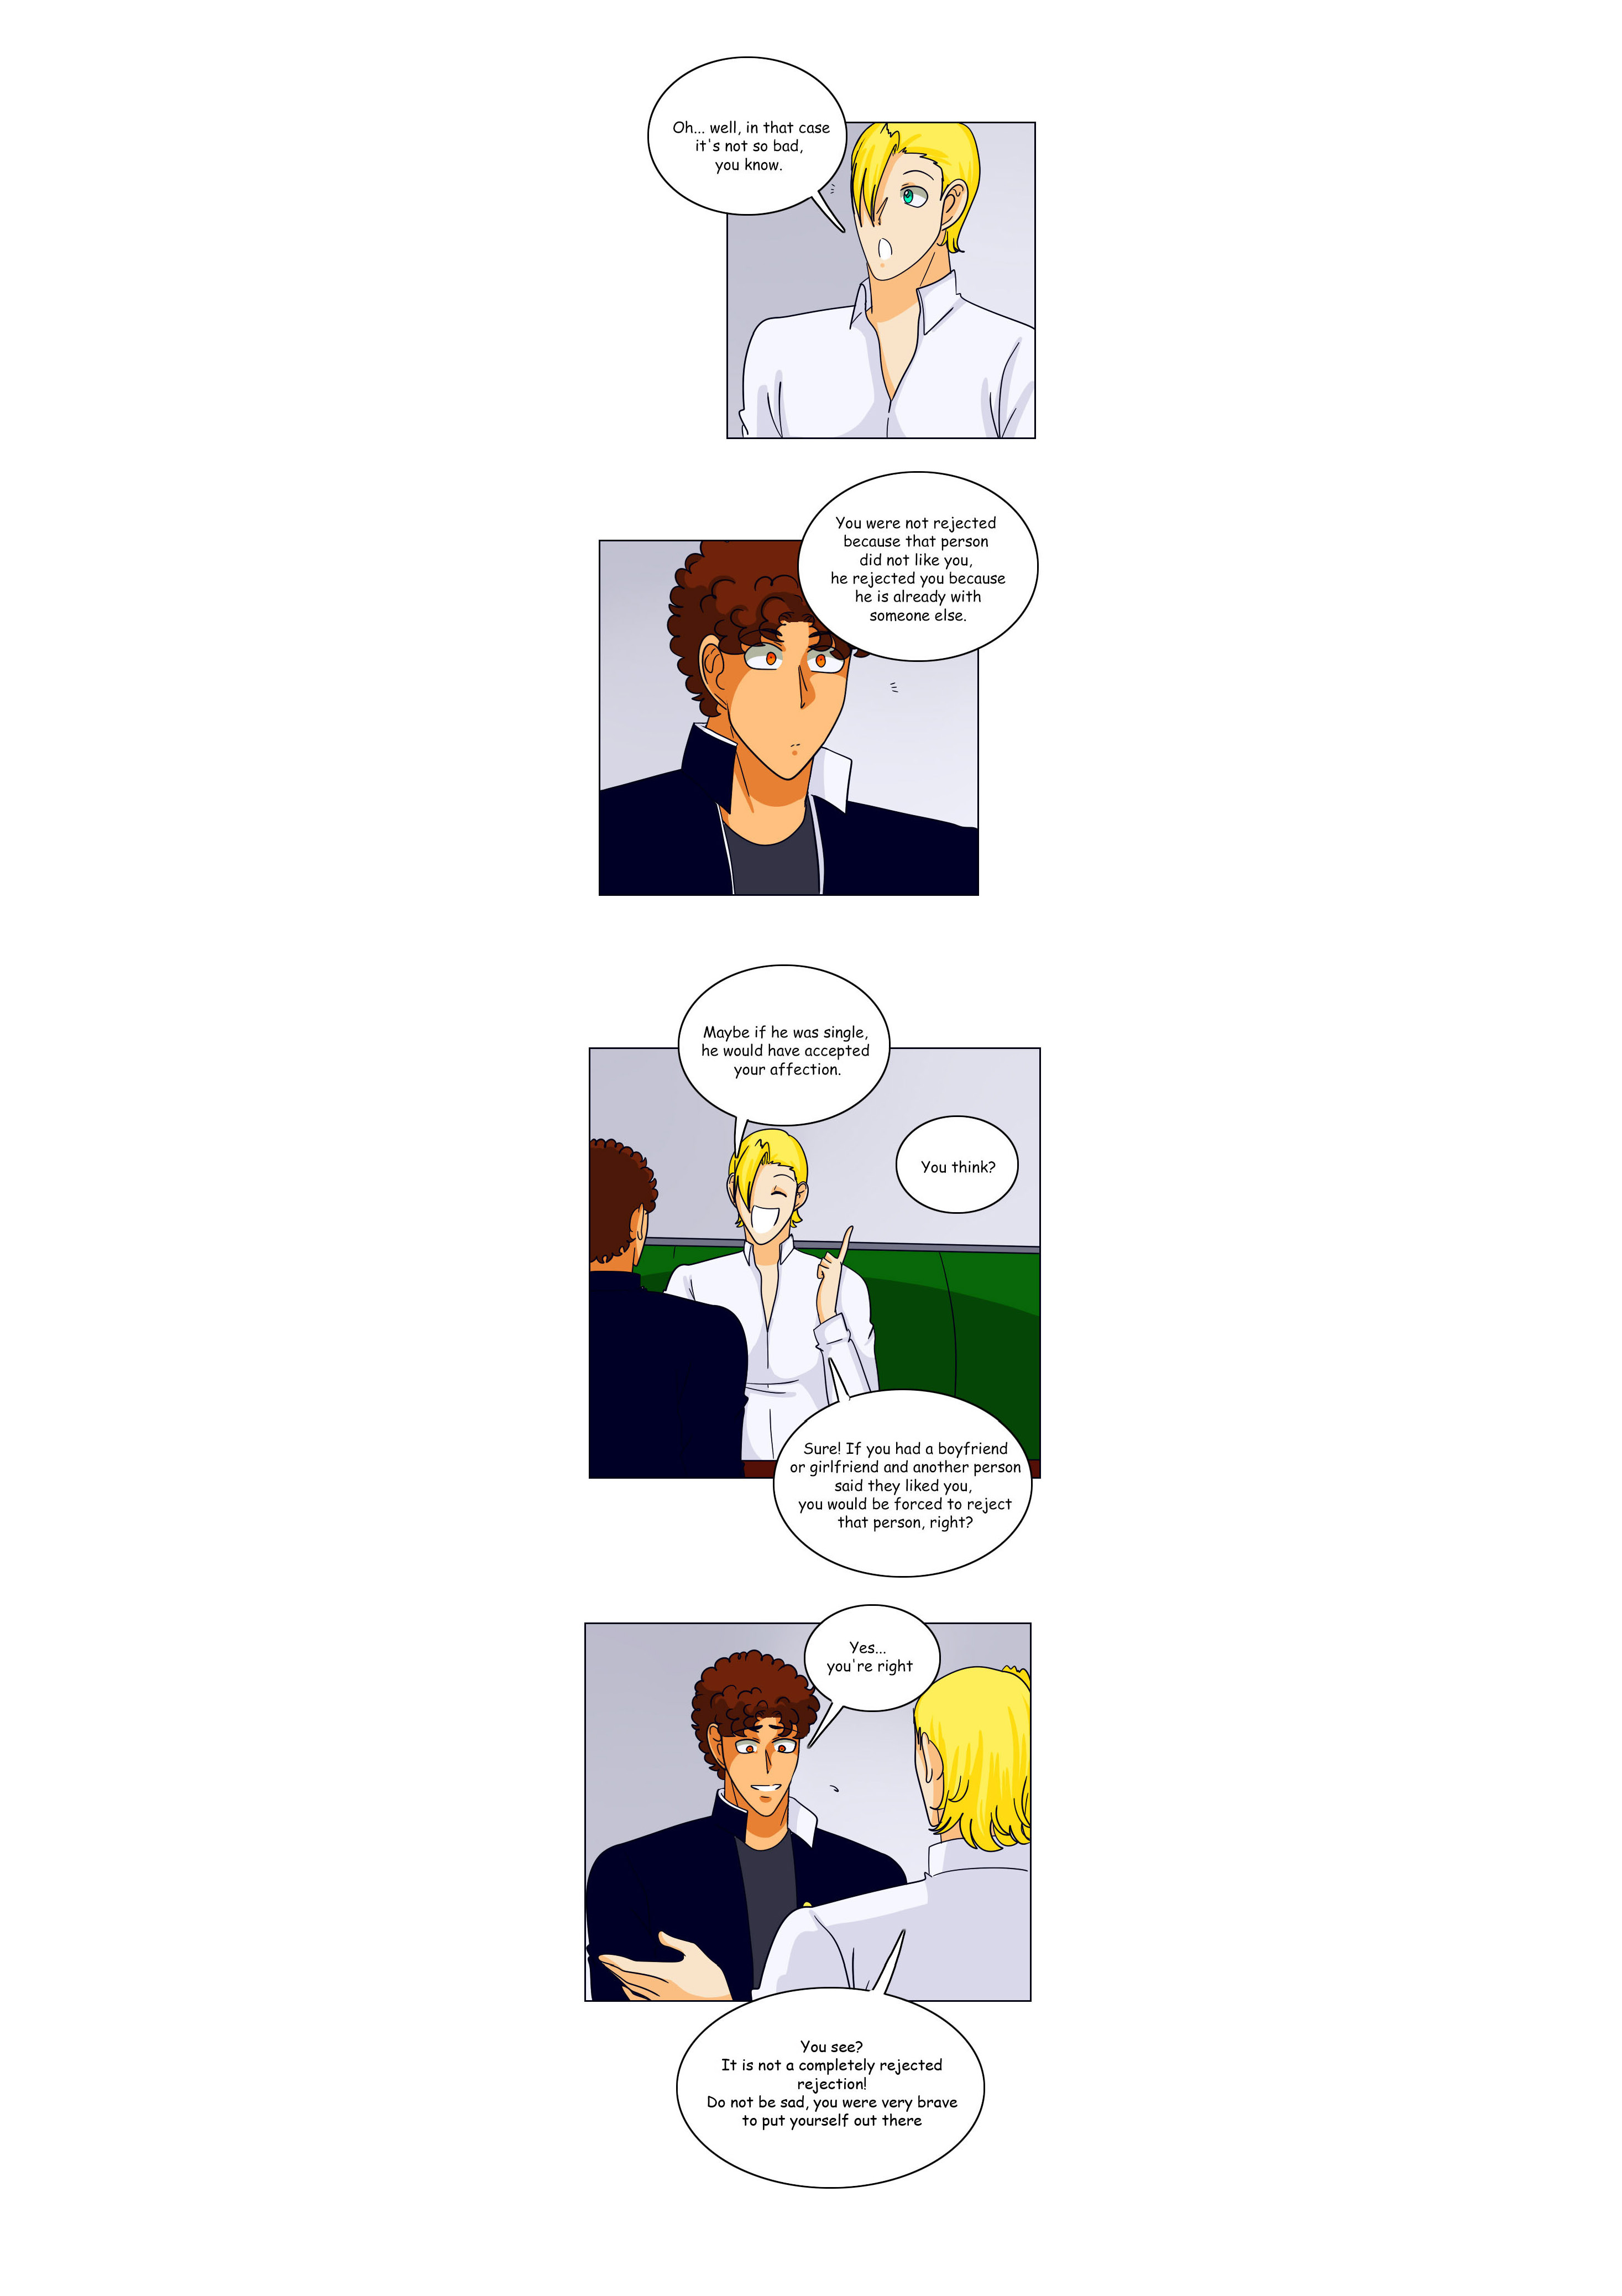 Oh... well, in that case
it's not so bad,
you know.
You were not rejected
because that person
did not like you,
he rejected you because
he is already with
someone else.
Maybe if he was single,
he would have accepted
your affection.
You think?
Sure! If you had a boyfriend
or girlfriend and another person
said they liked you,
you would be forced to reject
that person, right?
Yes...
you're right
You see?
It is not a completely rejected
rejection!
Do not be sad, you were very brave
to put yourself out there